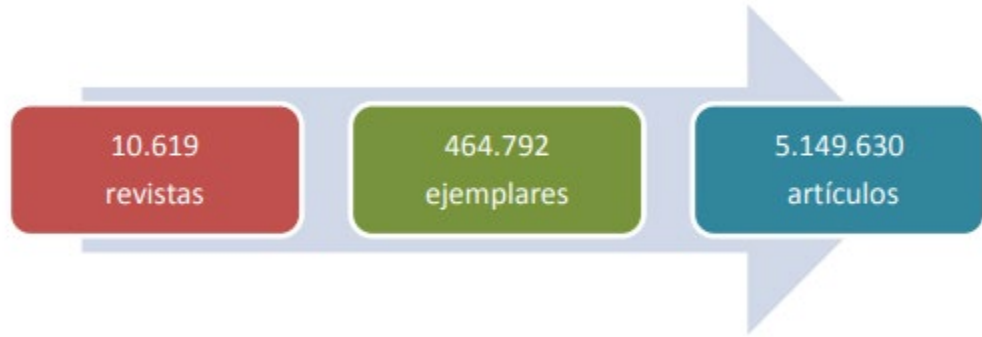 10.619
revistas
464.792
ejemplares
5.149.630
artículos